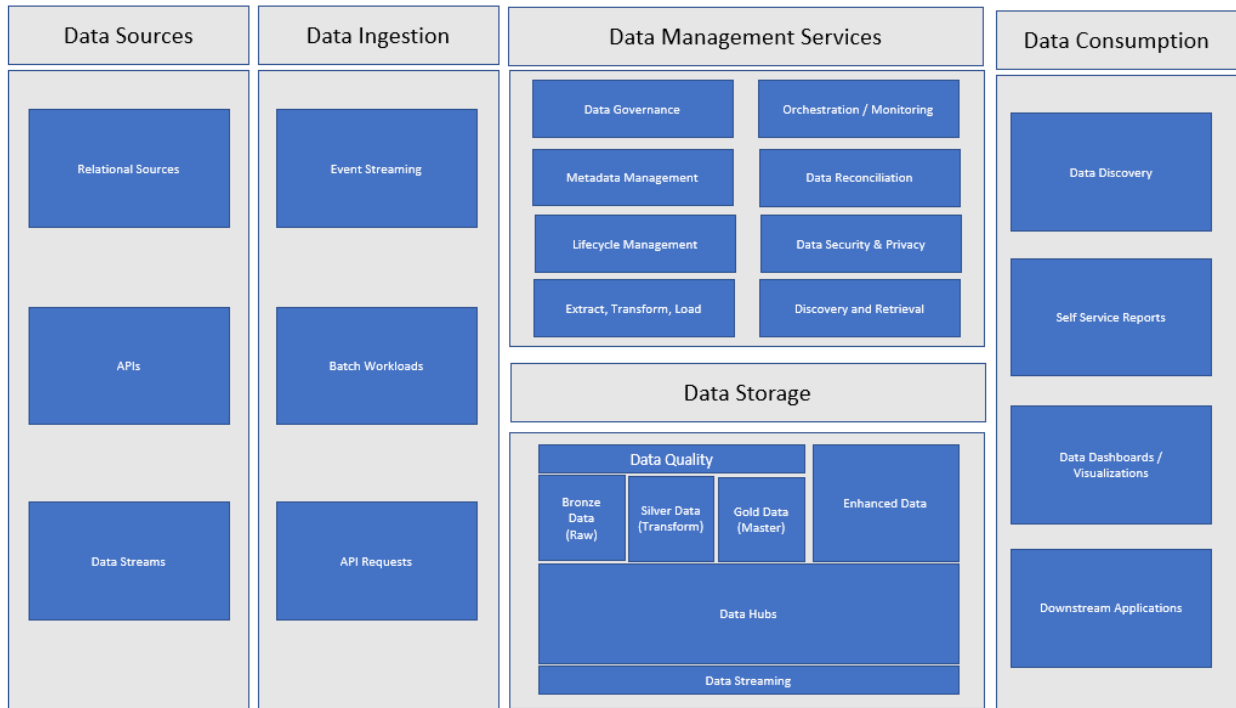 Data Sources
Relational Sources
APIs
Data Streams
Data Ingestion
Event Streaming
Batch Workloads
API Requests
Data Management Services
Data Governance
Orchestration / Monitoring
Metadata Management
Data Reconciliation
Lifecycle Management
Data Security & Privacy
Extract, Transform, Load
Discovery and Retrieval
Data Storage
Data Quality
Bronze
Data
(Raw)
Silver Data
(Transform)
Gold Data
(Master)
Enhanced Data
Data Hubs
Data Streaming
Data Consumption
Data Discovery
Self Service Reports
Data Dashboards /
Visualizations
Downstream Applications